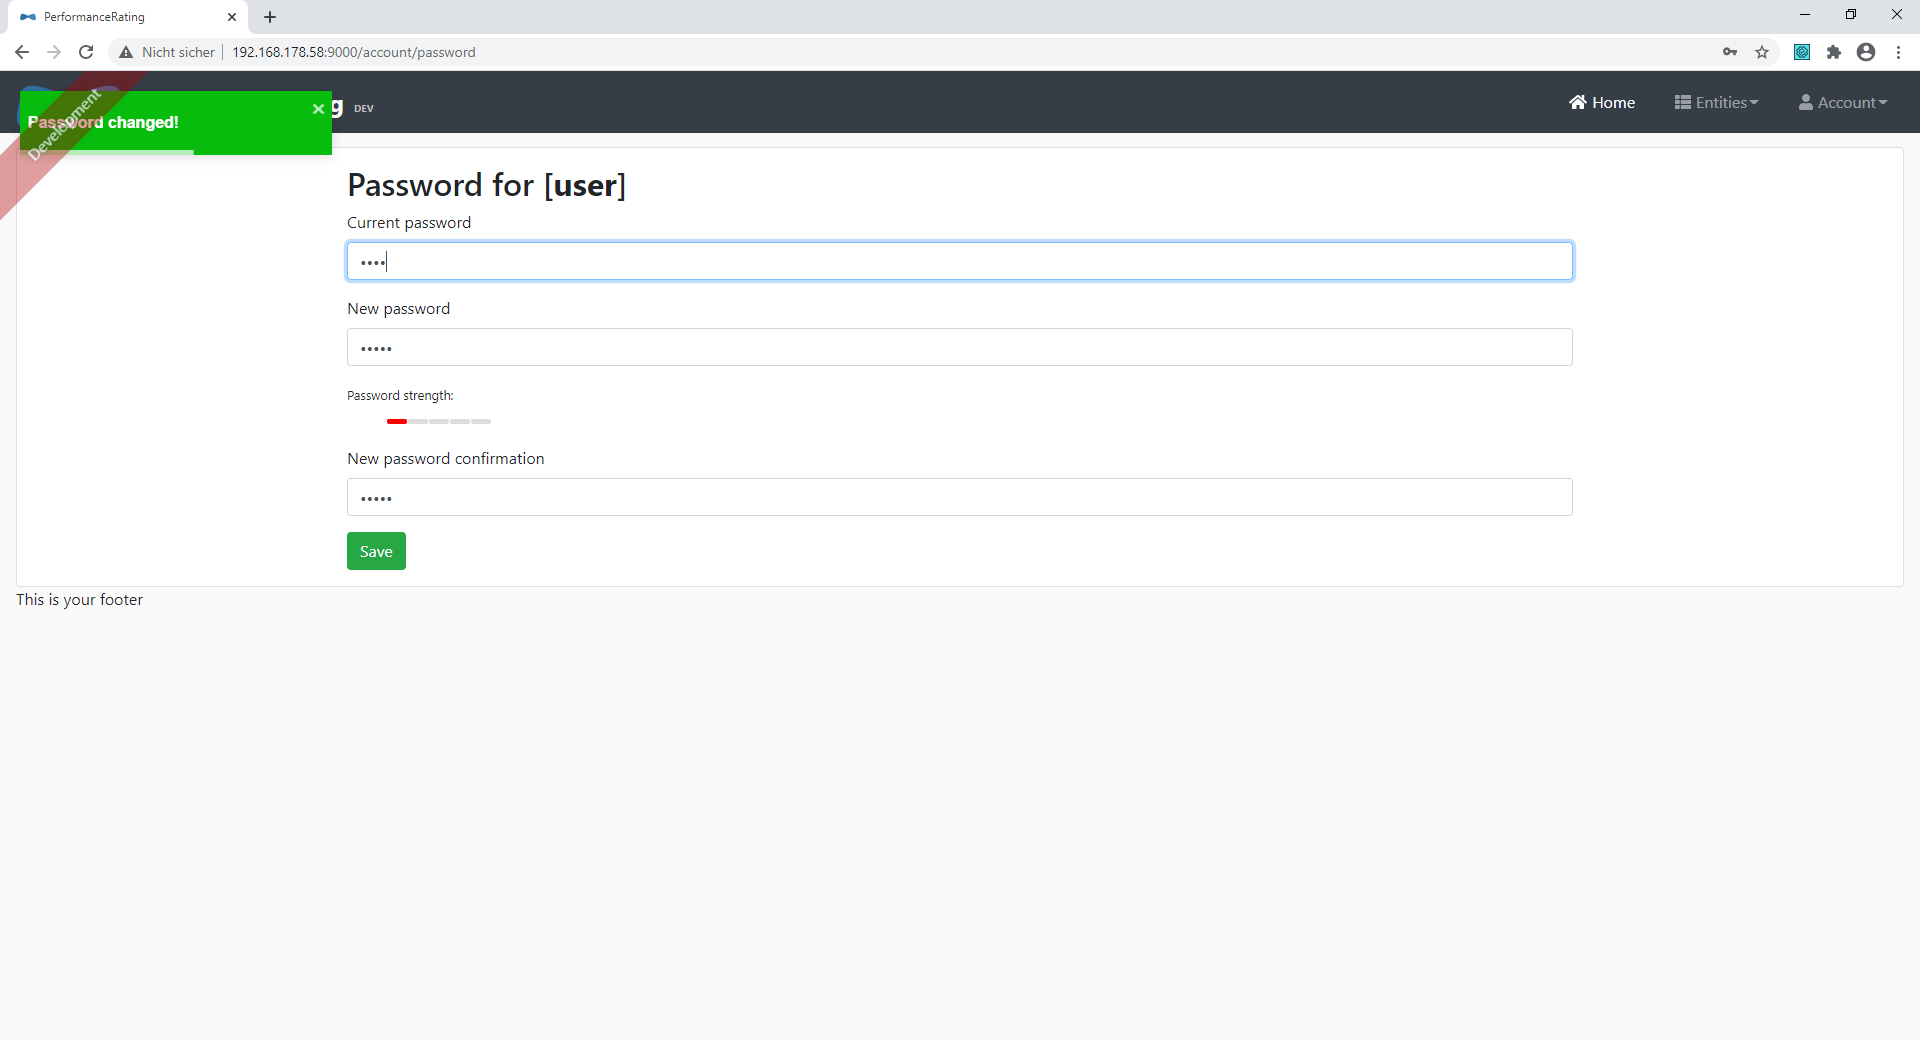 PerformanceRating
Nicht sicher 192.168.178.58:9000/account/password
g DEV
Home Entities Account
Password changed!
Development
Password for [user]
Current password
••••
New password
•••••
Password strength:
New password confirmation
•••••
Save
This is your footer